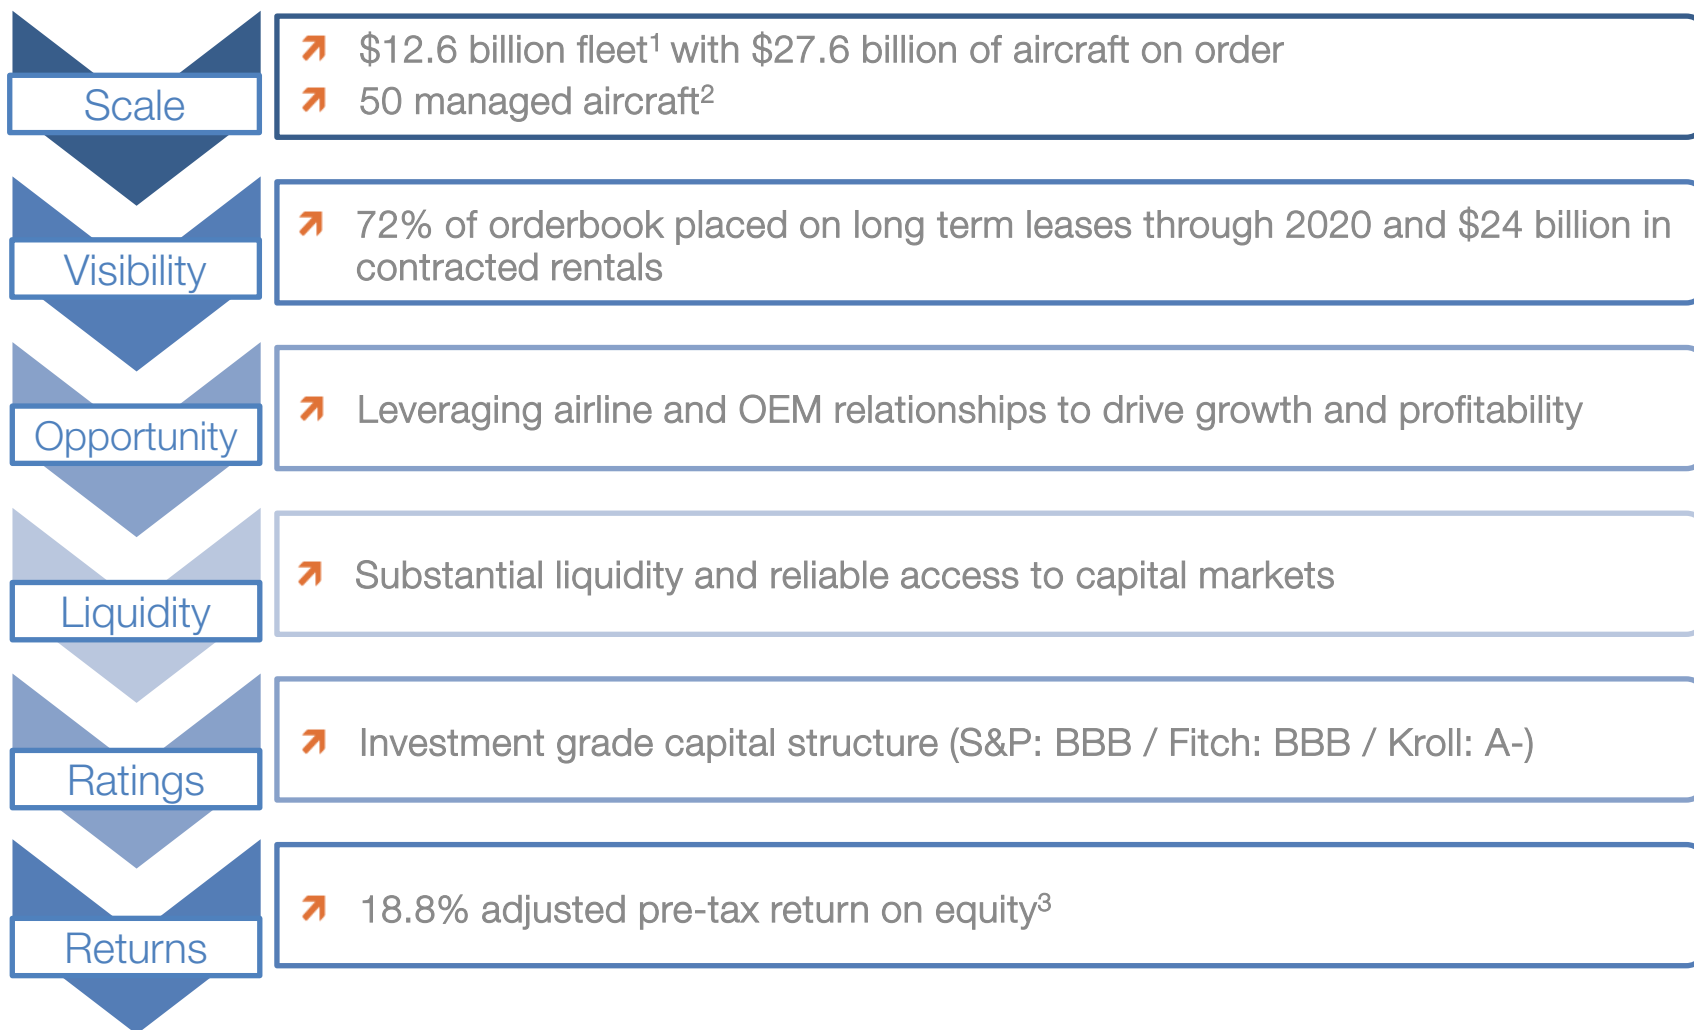 Scale
$12.6 billion fleet¹ with $27.6 billion of aircraft on order
50 managed aircraft²
Visibility
72% of orderbook placed on long term leases through 2020 and $24 billion in
contracted rentals
Opportunity
Leveraging airline and OEM relationships to drive growth and profitability
Liquidity
Substantial liquidity and reliable access to capital markets
Ratings
Investment grade capital structure (S&P: BBB / Fitch: BBB / Kroll: A-)
Returns
18.8% adjusted pre-tax return on equity³